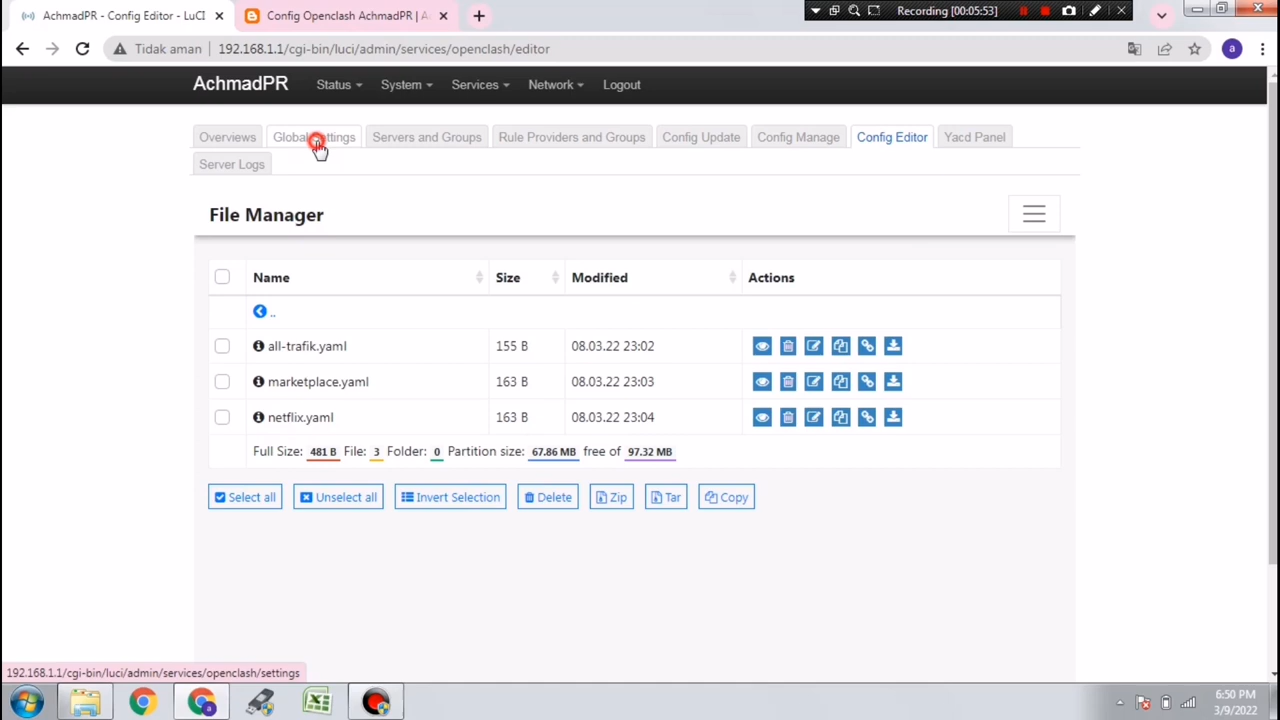 AchmadPR - Config Editor - LuCI
Config Openclash AchmadPR | A
Recording [00:05:53]
Tidak aman
192.168.1.1/cgi-bin/luci/admin/services/openclash/editor
a
AchmadPR
Status
System
Services
Network
Logout
Overviews
Global Settings
Servers and Groups
Rule Providers and Groups
Config Update
Config Manage
Config Editor
Yacd Panel
Server Logs
File Manager
Name
Size
Modified
Actions
..
all-trafik.yaml
155 B
08.03.22 23:02
marketplace.yaml
163 B
08.03.22 23:03
netflix.yaml
163 B
08.03.22 23:04
Full Size: 481 B File: 3 Folder: 0 Partition size: 67.86 MB free of 97.32 MB
Select all
Unselect all
Invert Selection
Delete
Zip
Tar
Copy
192.168.1.1/cgi-bin/luci/admin/services/openclash/settings
6:50 PM
3/9/2022